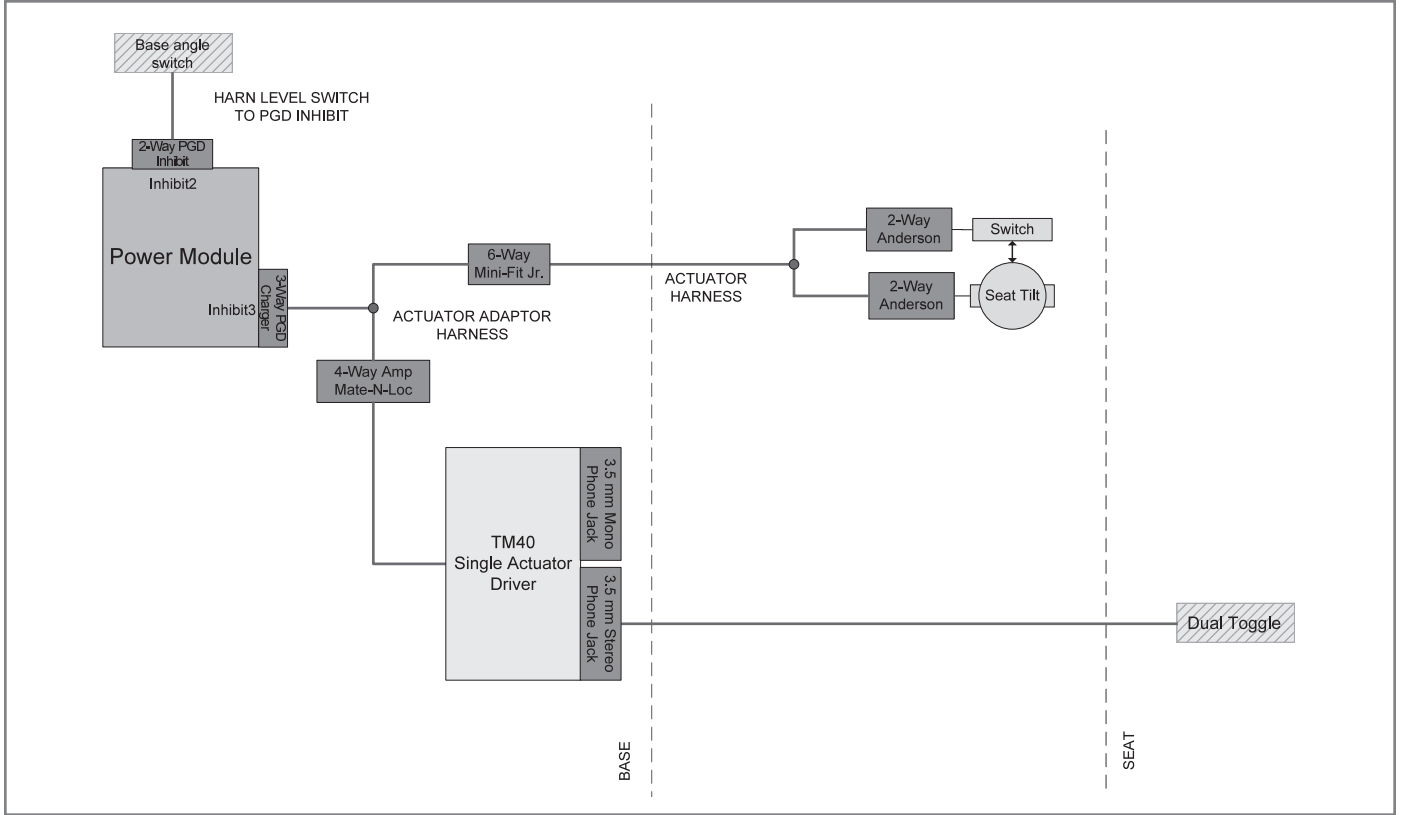 Base angle
switch
HARN LEVEL SWITCH
TO PGD INHIBIT
2-Way PGD
Inhibit
Inhibit2
Power Module
Inhibit3
3-Way PGD
Charger
6-Way
Mini-Fit Jr.
ACTUATOR ADAPTOR
HARNESS
4-Way Amp
Mate-N-Loc
ACTUATOR
HARNESS
2-Way
Anderson
Switch
2-Way
Anderson
Seat Tilt
TM40
Single Actuator
Driver
3.5 mm Mono
Phone Jack
3.5 mm Stereo
Phone Jack
Dual Toggle
BASE
SEAT